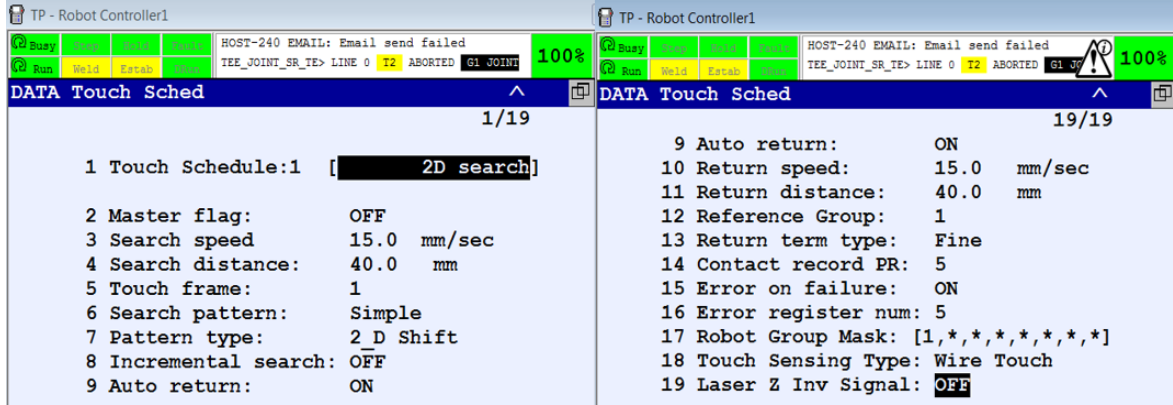 TP - Robot Controller1
Busy Step Hold Fault
HOST-240 EMAIL: Email send failed
Run Weld Estab
TEE_JOINT_SR_TE> LINE 0 T2 ABORTED G1 JOINT
100%
DATA Touch Sched
1/19
1 Touch Schedule:1 [ 2D search]
2 Master flag: OFF
3 Search speed 15.0 mm/sec
4 Search distance: 40.0 mm
5 Touch frame: 1
6 Search pattern: Simple
7 Pattern type: 2_D Shift
8 Incremental search: OFF
9 Auto return: ON
TP - Robot Controller1
Busy Step Hold Fault
HOST-240 EMAIL: Email send failed
Run Weld Estab
TEE_JOINT_SR_TE> LINE 0 T2 ABORTED G1
100%
DATA Touch Sched
19/19
9 Auto return: ON
10 Return speed: 15.0 mm/sec
11 Return distance: 40.0 mm
12 Reference Group: 1
13 Return term type: Fine
14 Contact record PR: 5
15 Error on failure: ON
16 Error register num: 5
17 Robot Group Mask: [1,*,*,*,*,*,*,*]
18 Touch Sensing Type: Wire Touch
19 Laser Z Inv Signal: OFF